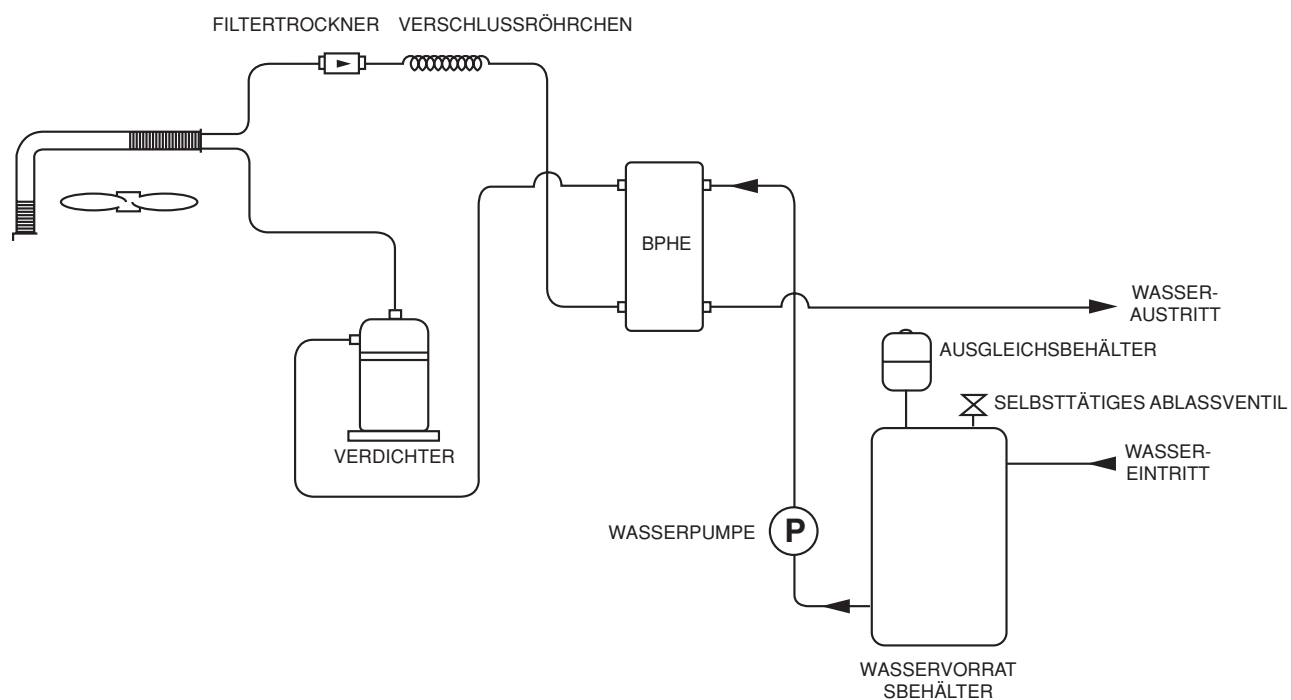 FILTERTROCKNER
VERSCHLUSSRÖHRCHEN
BPHE
WASSER-
AUSTRITT
AUSGLEICHSBEHÄLTER
SELBSTTÄTIGES ABLASSVENTIL
VERDICHTER
WASSER-
EINTRITT
WASSERPUMPE
P
WASSERVORRAT
SBEHÄLTER